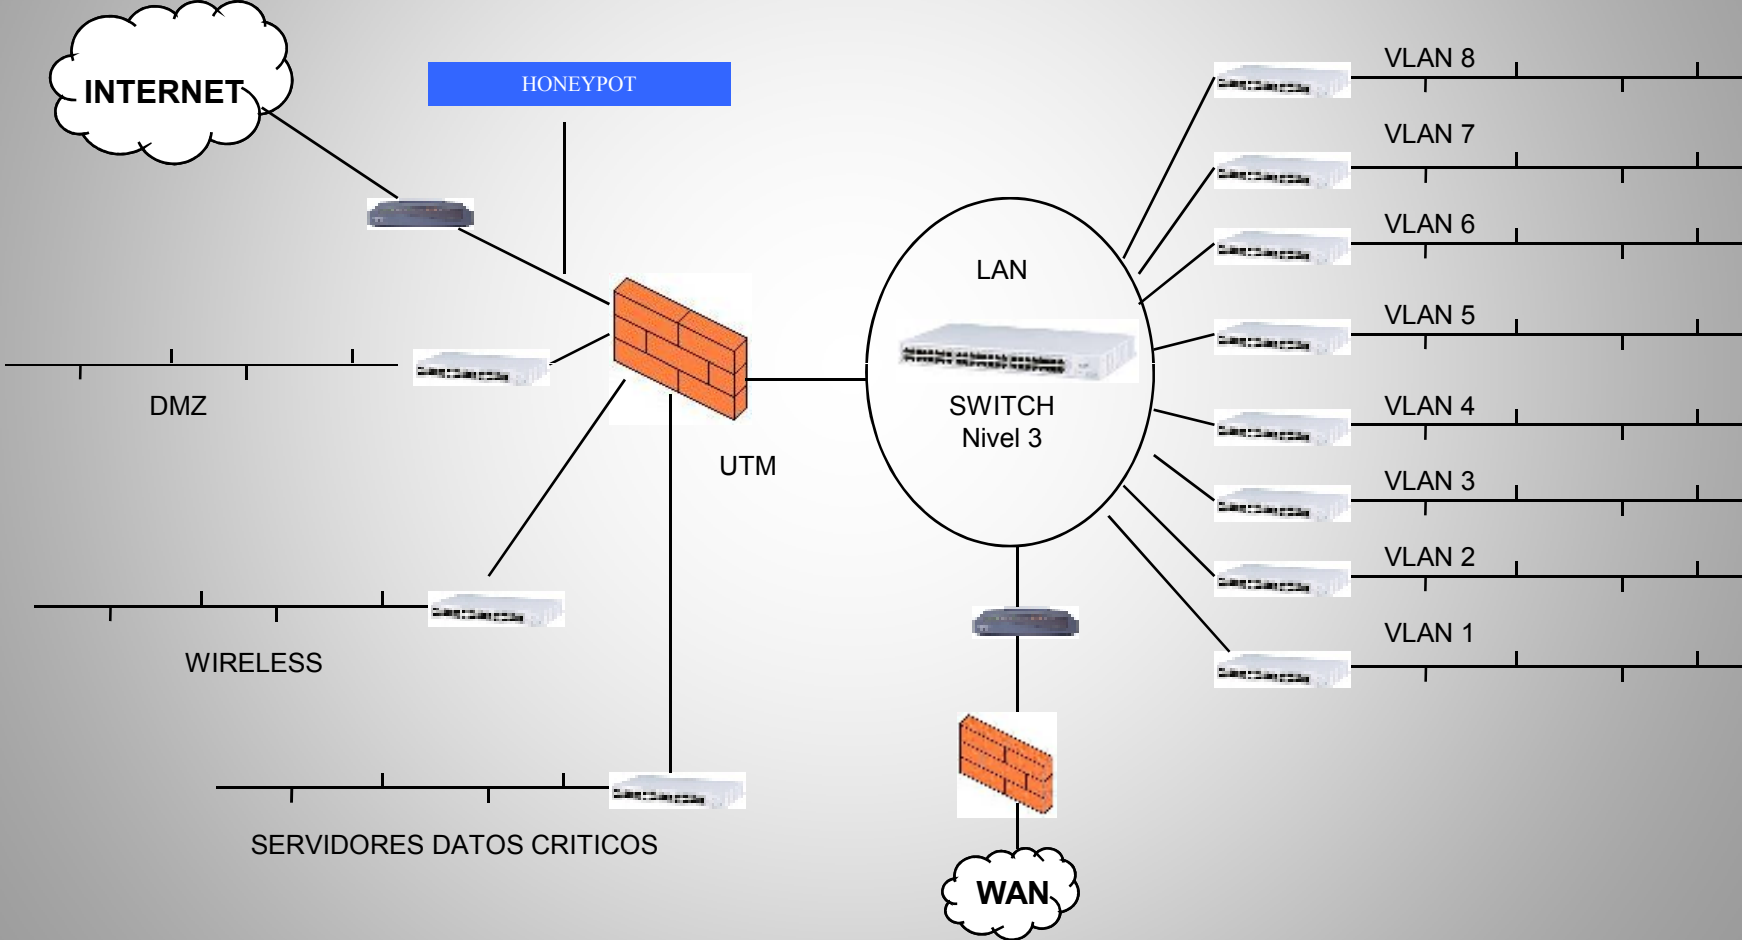 INTERNET
HONEYPOT
DMZ
WIRELESS
SERVIDORES DATOS CRITICOS
UTM
LAN
SWITCH
Nivel 3
WAN
VLAN 8
VLAN 7
VLAN 6
VLAN 5
VLAN 4
VLAN 3
VLAN 2
VLAN 1